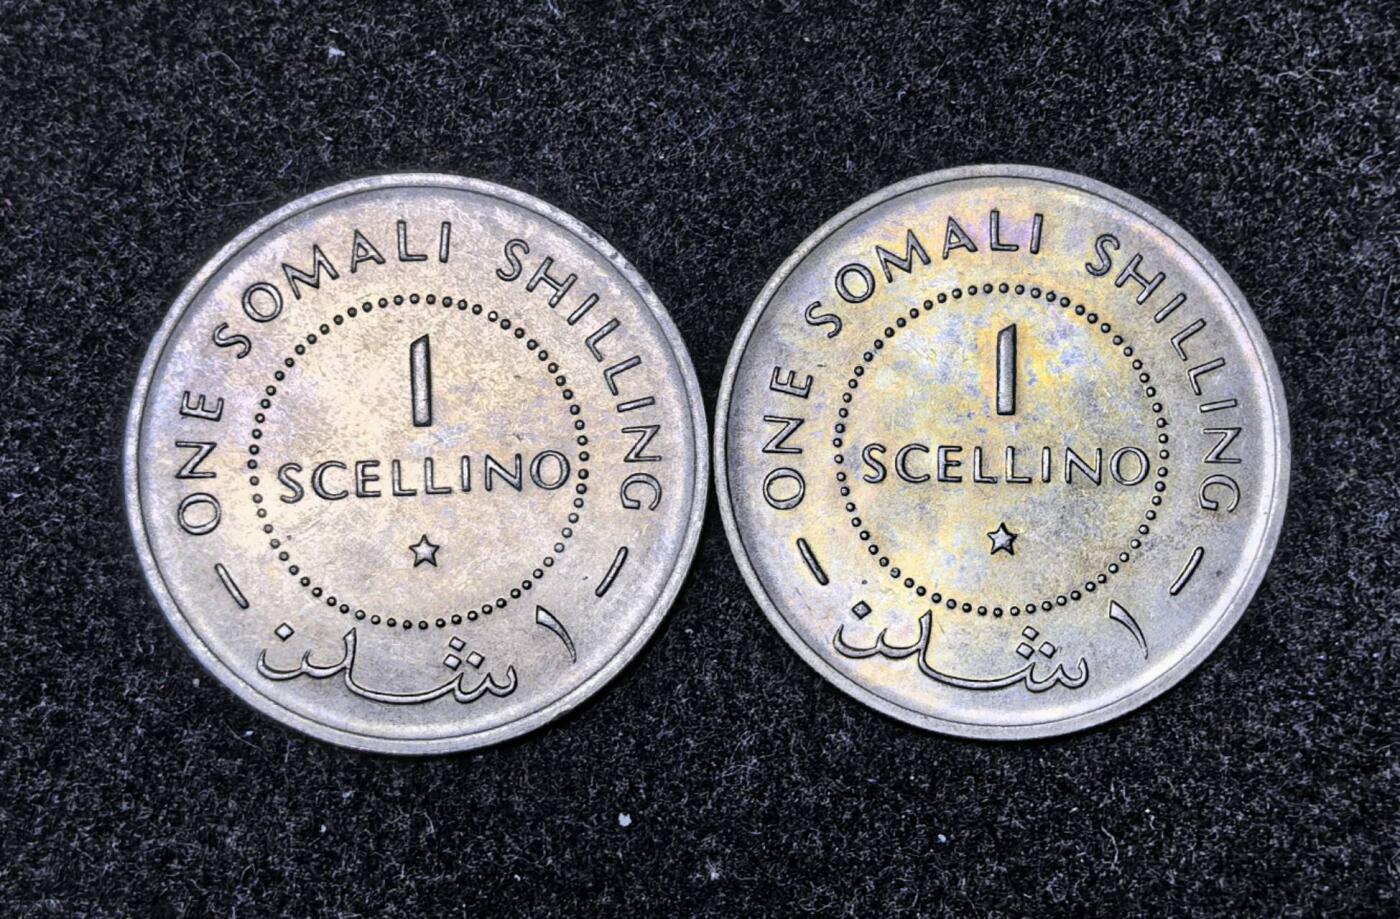 ONE SOMALI SHILLING
1
SCELLINO
١ شلن
ONE SOMALI SHILLING
1
SCELLINO
١ شلن